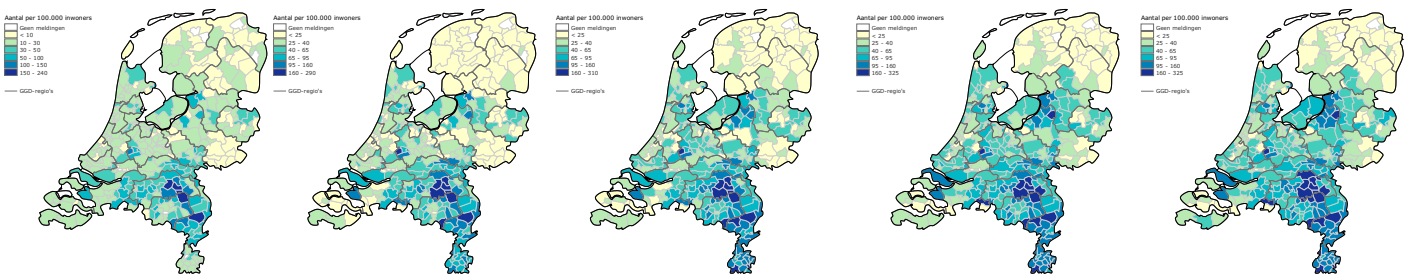 Aantal per 100.000 inwoners
Geen meldingen
< 10
10 - 30
30 - 50
50 - 100
100 - 150
150 - 240
GGD-regio's
Aantal per 100.000 inwoners
Geen meldingen
< 25
25 - 40
40 - 65
65 - 95
95 - 160
160 - 290
GGD-regio's
Aantal per 100.000 inwoners
Geen meldingen
< 25
25 - 40
40 - 65
65 - 95
95 - 160
160 - 310
GGD-regio's
Aantal per 100.000 inwoners
Geen meldingen
< 25
25 - 40
40 - 65
65 - 95
95 - 160
160 - 325
GGD-regio's
Aantal per 100.000 inwoners
Geen meldingen
< 25
25 - 40
40 - 65
65 - 95
95 - 160
160 - 325
GGD-regio's